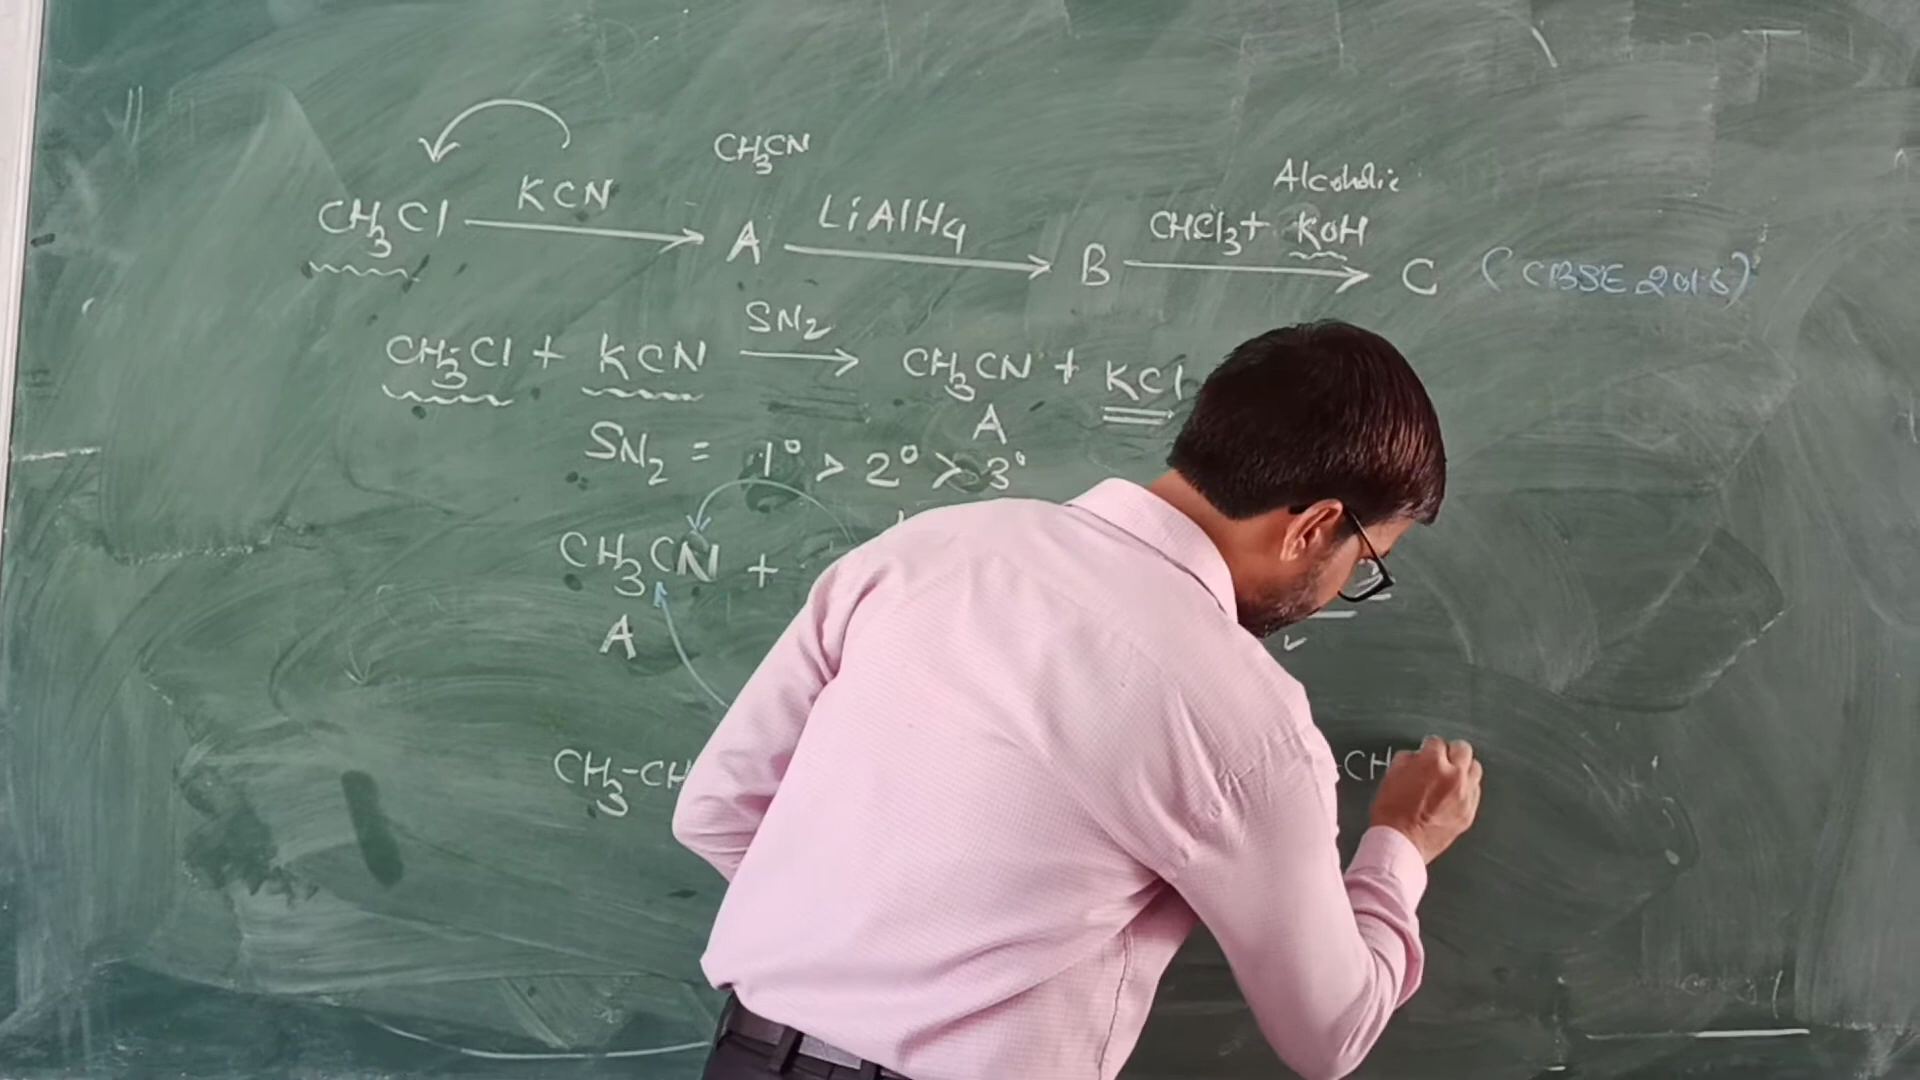 CH3CN
Alcoholic
CH3Cl KCN A LiAlH4 B CHCl3+ KOH C (CBSE 2016)
SN2
CH3Cl + KCN → CH3CN + KCl
A
SN2 = 1° > 2° > 3°
CH3CN +
A
CH3-CH
-CH